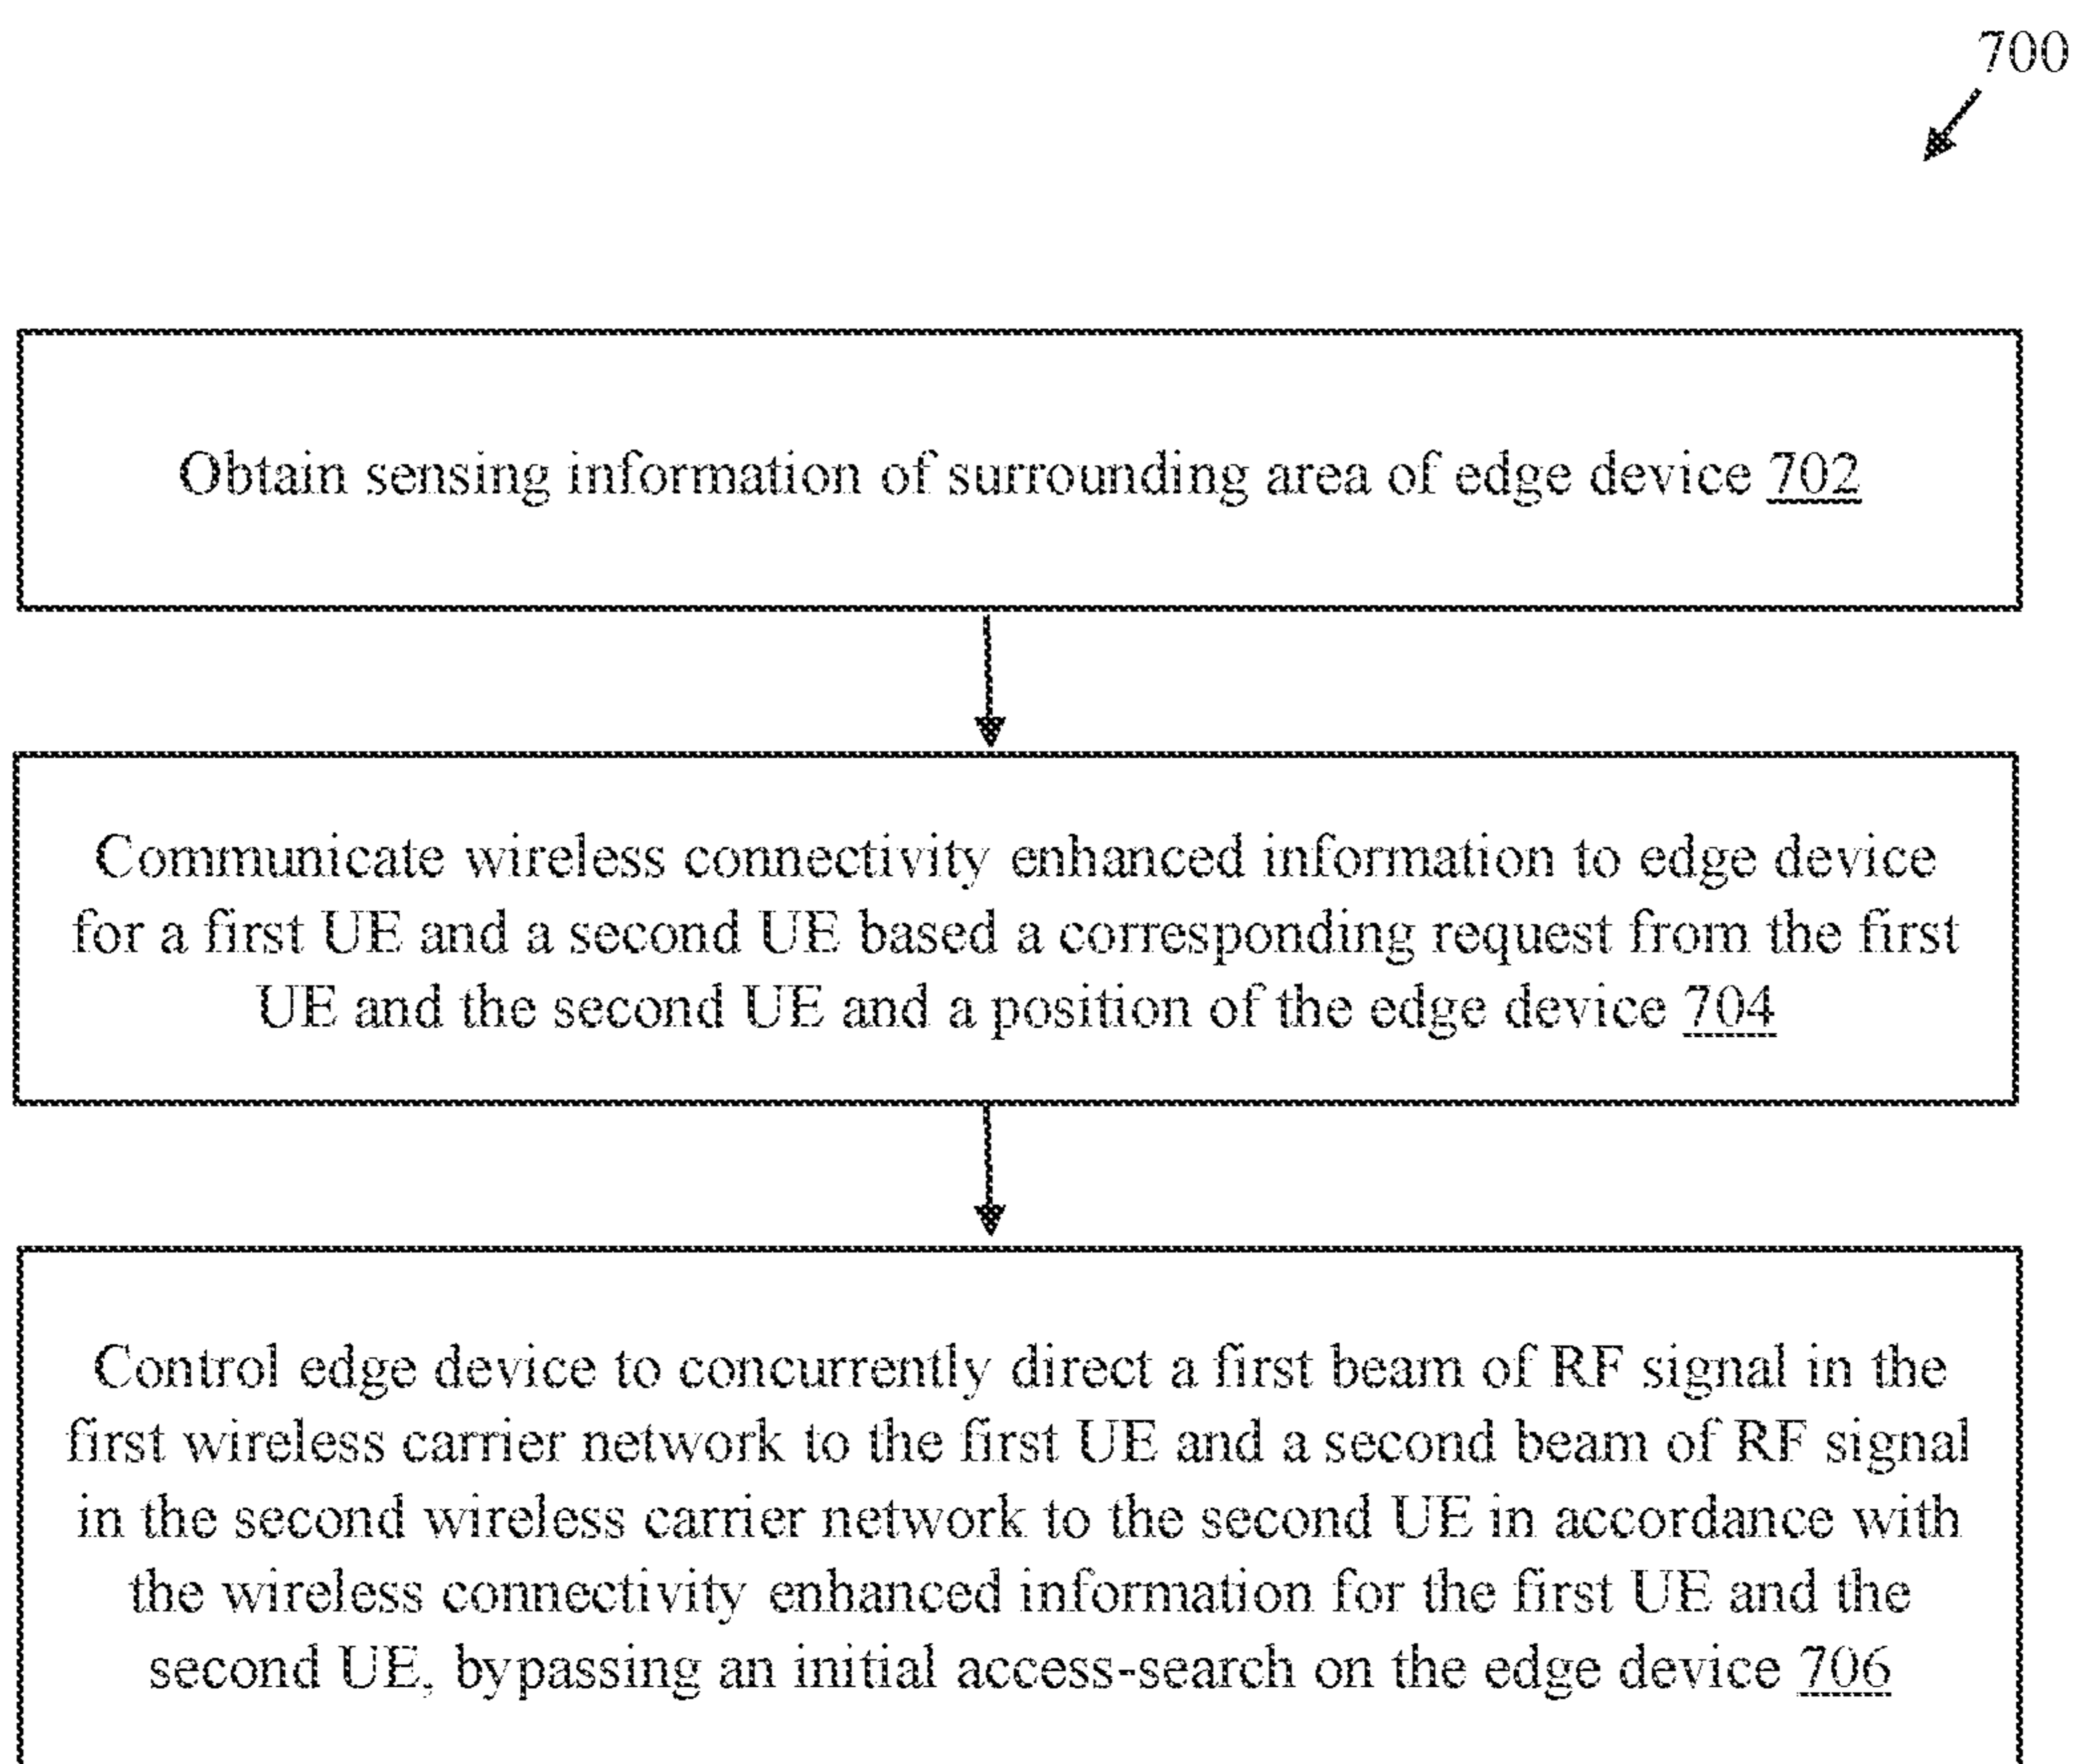 700
Obtain sensing information of surrounding area of edge device 702
Communicate wireless connectivity enhanced information to edge device
for a first UE and a second UE based a corresponding request from the first
UE and the second UE and a position of the edge device 704
Control edge device to concurrently direct a first beam of RF signal in the
first wireless carrier network to the first UE and a second beam of RF signal
in the second wireless carrier network to the second UE in accordance with
the wireless connectivity enhanced information for the first UE and the
second UE, bypassing an initial access-search on the edge device 706